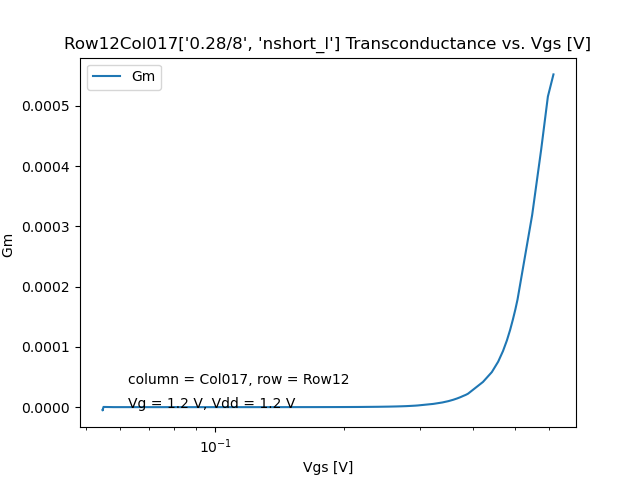 Row12Col017['0.28/8', 'nshort_l'] Transconductance vs. Vgs [V]
Gm
0.0005
0.0004
0.0003
0.0002
0.0001
0.0000
Gm
column = Col017, row = Row12
Vg = 1.2 V, Vdd = 1.2 V
10⁻¹
Vgs [V]